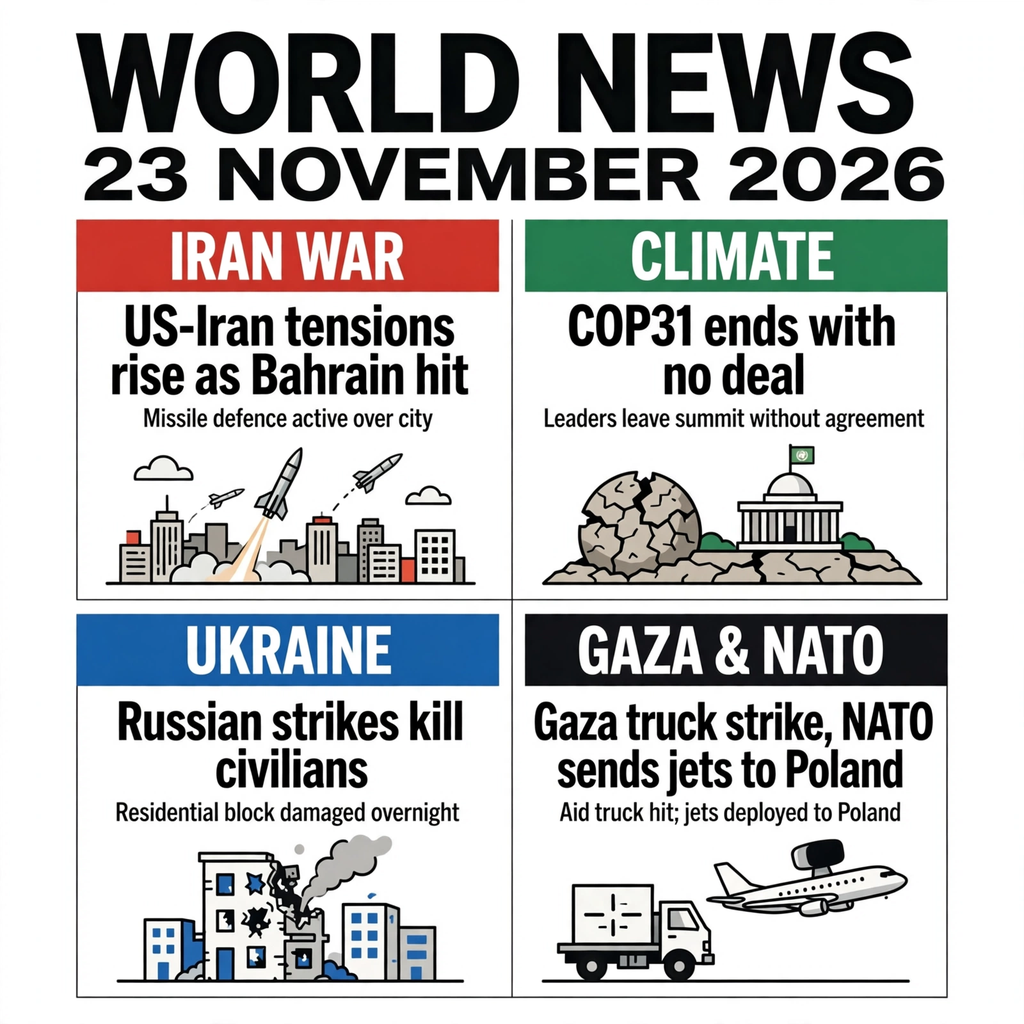 WORLD NEWS
23 NOVEMBER 2026
IRAN WAR
US-Iran tensions
rise as Bahrain hit
Missile defence active over city
CLIMATE
COP31 ends with
no deal
Leaders leave summit without agreement
UKRAINE
Russian strikes kill
civilians
Residential block damaged overnight
GAZA & NATO
Gaza truck strike, NATO
sends jets to Poland
Aid truck hit; jets deployed to Poland